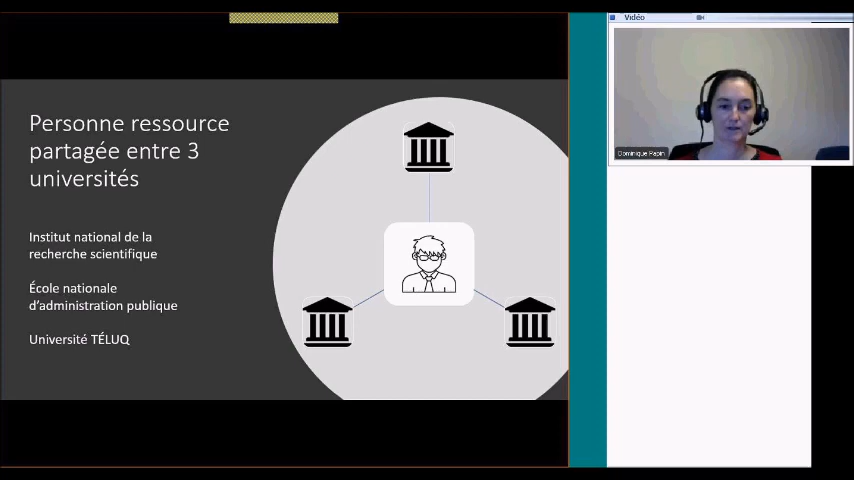 Vidéo
Personne ressource
partagée entre 3
universités
Institut national de la
recherche scientifique
École nationale
d'administration publique
Université TÉLUQ
Dominique Papin